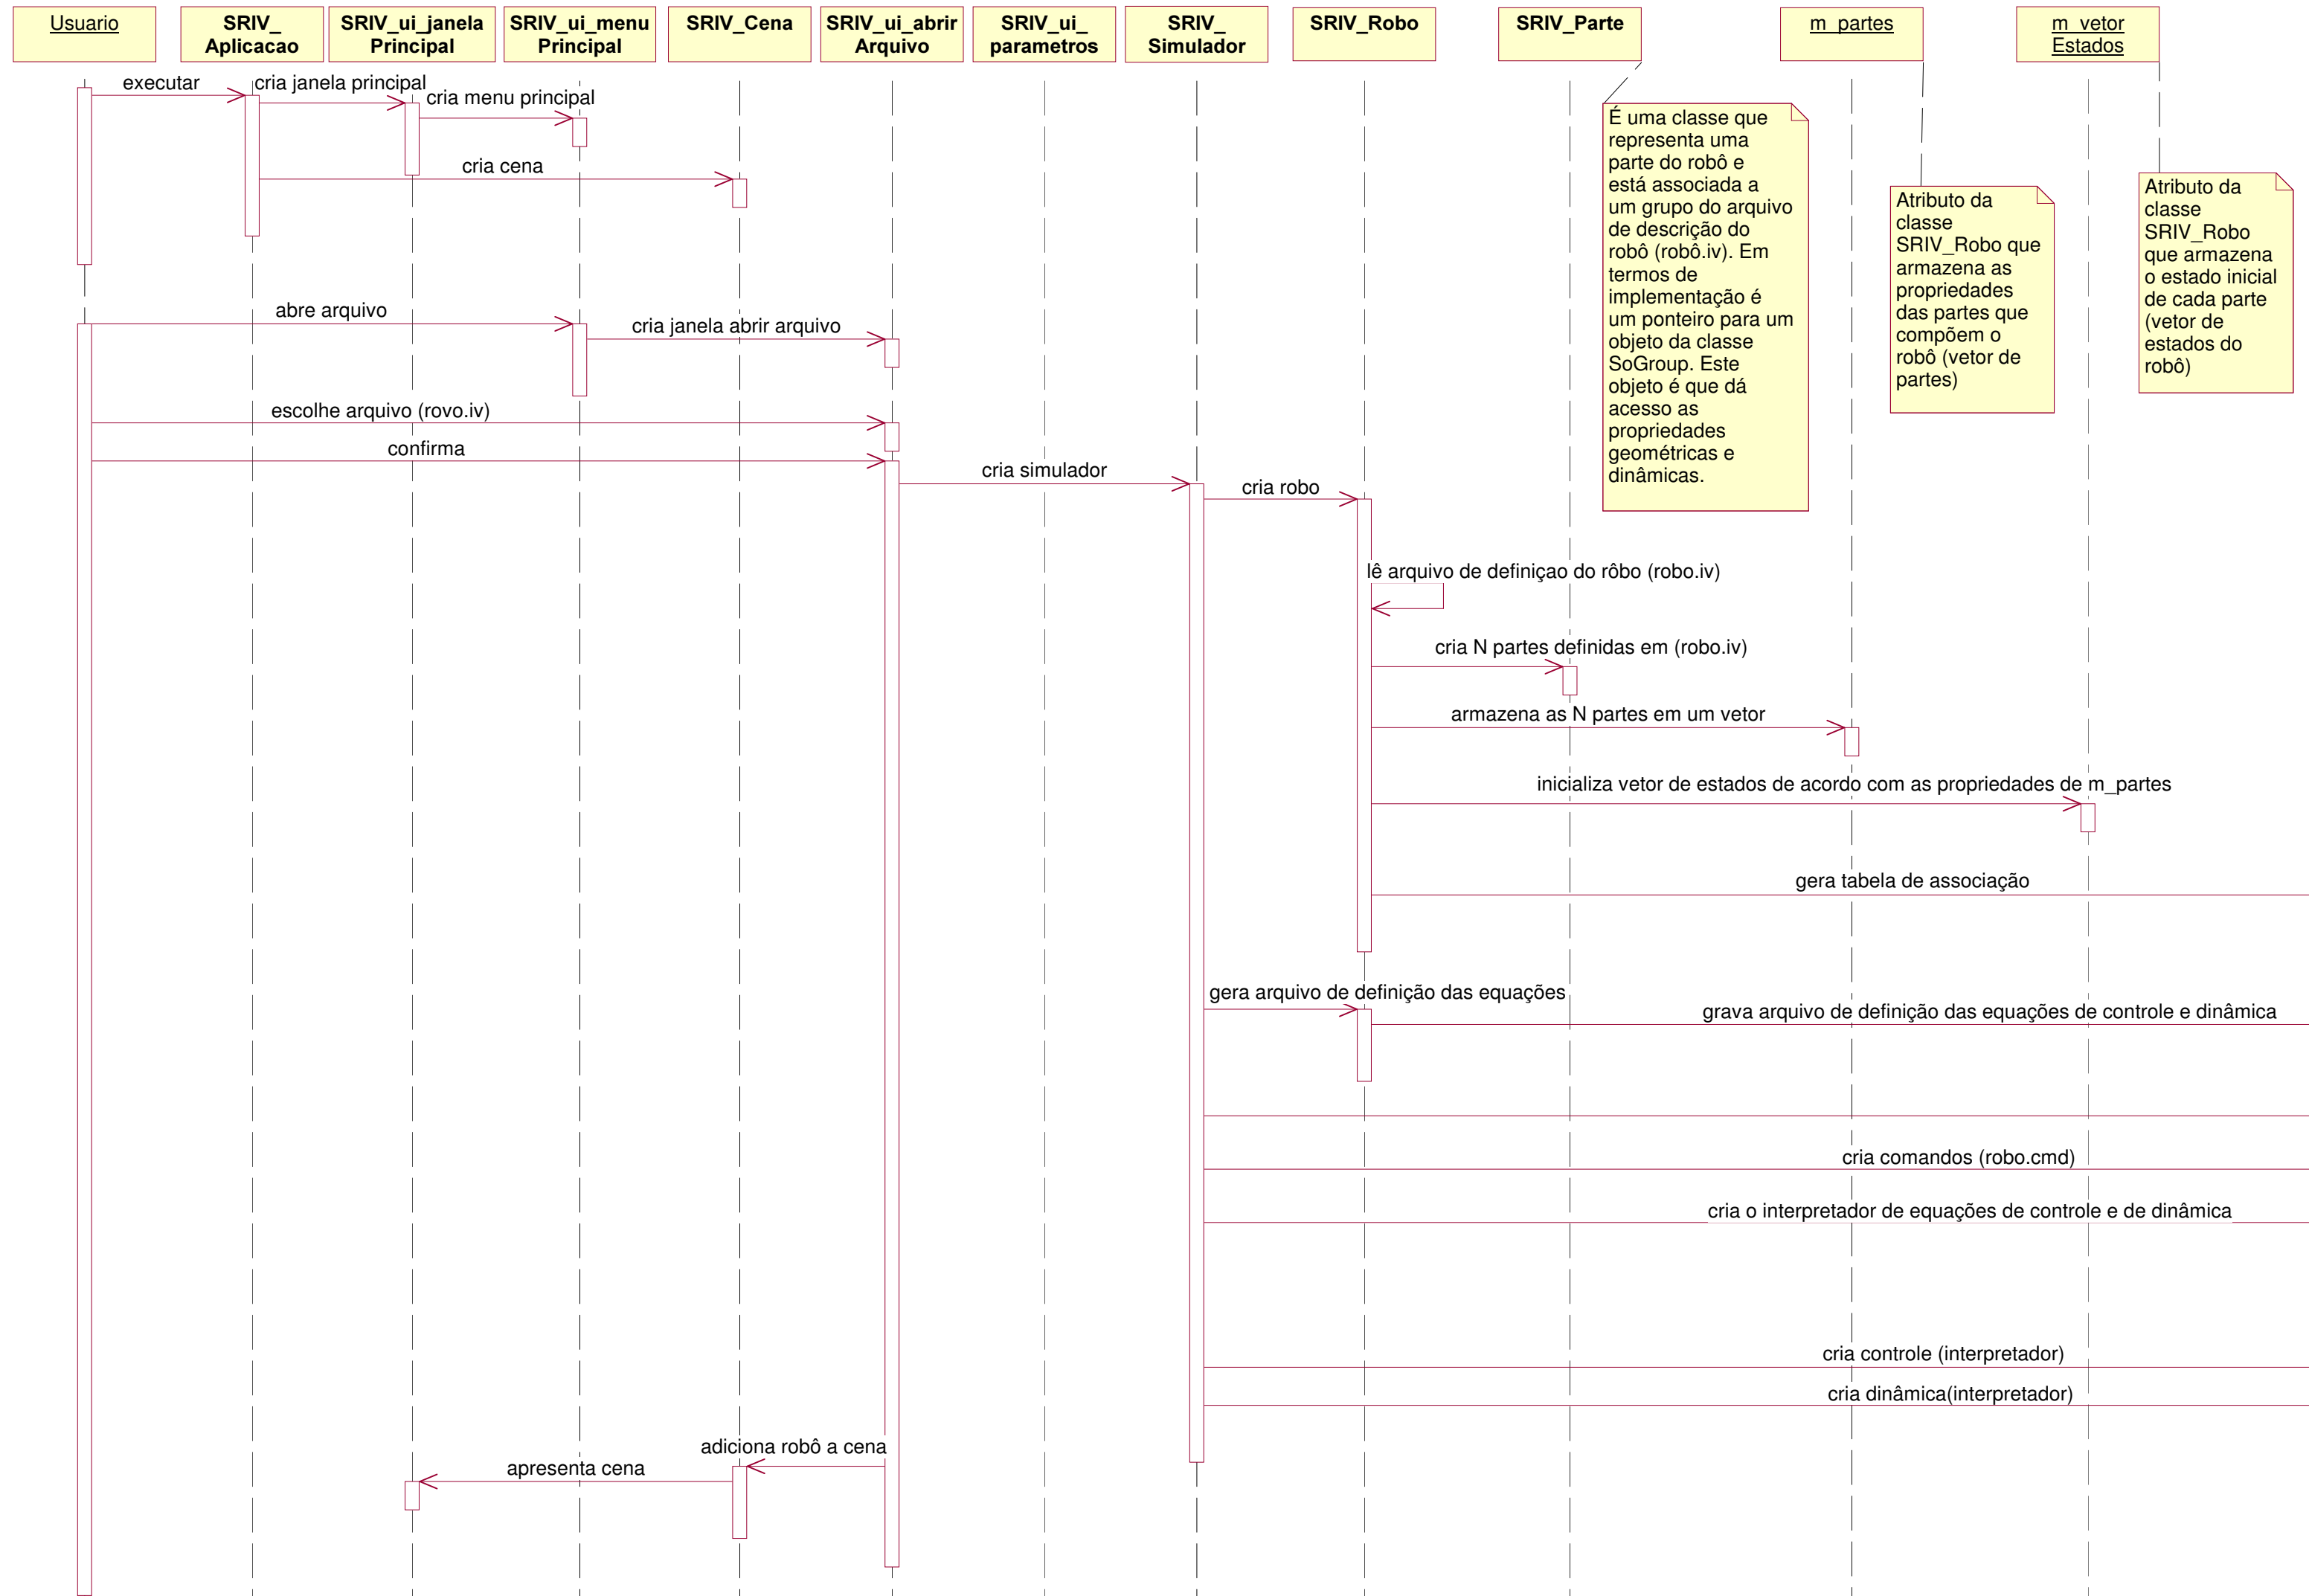 Usuario
SRIV_
Aplicacao
SRIV_ui_janela
Principal
SRIV_ui_menu
Principal
SRIV_Cena
SRIV_ui_abrir
Arquivo
SRIV_ui_
parametros
SRIV_
Simulador
SRIV_Robo
SRIV_Parte
m_partes
m_vetor
Estados
executar
cria janela principal
cria menu principal
cria cena
É uma classe que
representa uma
parte do robô e
está associada a
um grupo do arquivo
de descrição do
robô (robô.iv). Em
termos de
implementação é
um ponteiro para um
objeto da classe
SoGroup. Este
objeto é que dá
acesso as
propriedades
geométricas e
dinâmicas.
Atributo da
classe
SRIV_Robo que
armazena as
propriedades
das partes que
compõem o
robô (vetor de
partes)
Atributo da
classe
SRIV_Robo
que armazena
o estado inicial
de cada parte
(vetor de
estados do
robô)
abre arquivo
cria janela abrir arquivo
escolhe arquivo (rovo.iv)
confirma
cria simulador
cria robo
lê arquivo de definiçao do rôbo (robo.iv)
cria N partes definidas em (robo.iv)
armazena as N partes em um vetor
inicializa vetor de estados de acordo com as propriedades de m_partes
gera tabela de associação
gera arquivo de definição das equações
grava arquivo de definição das equações de controle e dinâmica
cria comandos (robo.cmd)
cria o interpretador de equações de controle e de dinâmica
cria controle (interpretador)
cria dinâmica(interpretador)
adiciona robô a cena
apresenta cena